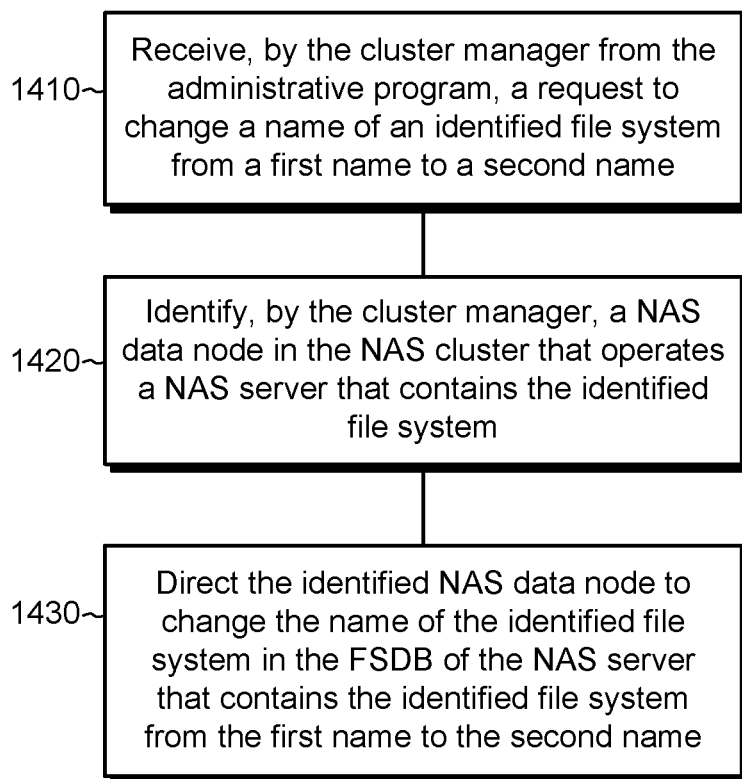 1410~
Receive, by the cluster manager from the
administrative program, a request to
change a name of an identified file system
from a first name to a second name
1420~
Identify, by the cluster manager, a NAS
data node in the NAS cluster that operates
a NAS server that contains the identified
file system
1430~
Direct the identified NAS data node to
change the name of the identified file
system in the FSDB of the NAS server
that contains the identified file system
from the first name to the second name